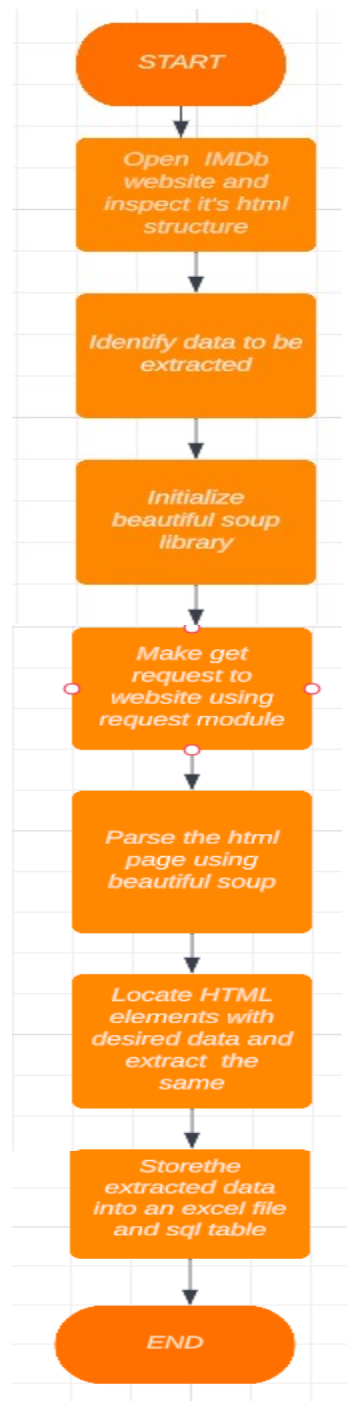 START
Open IMDb
website and
inspect it's html
structure
Identify data to be
extracted
Initialize
beautiful soup
library
Make get
request to
website using
request module
Parse the html
page using
beautiful soup
Locate HTML
elements with
desired data and
extract the
same
Storethe
extracted data
into an excel file
and sql table
END